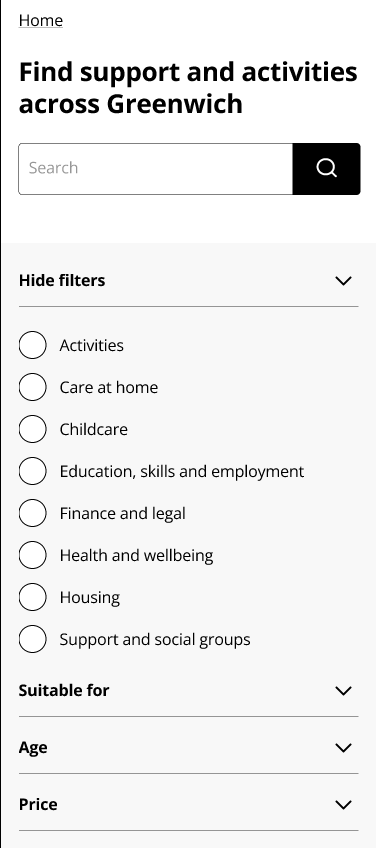 Home
Find support and activities
across Greenwich
Search
Hide filters
Activities
Care at home
Childcare
Education, skills and employment
Finance and legal
Health and wellbeing
Housing
Support and social groups
Suitable for
Age
Price